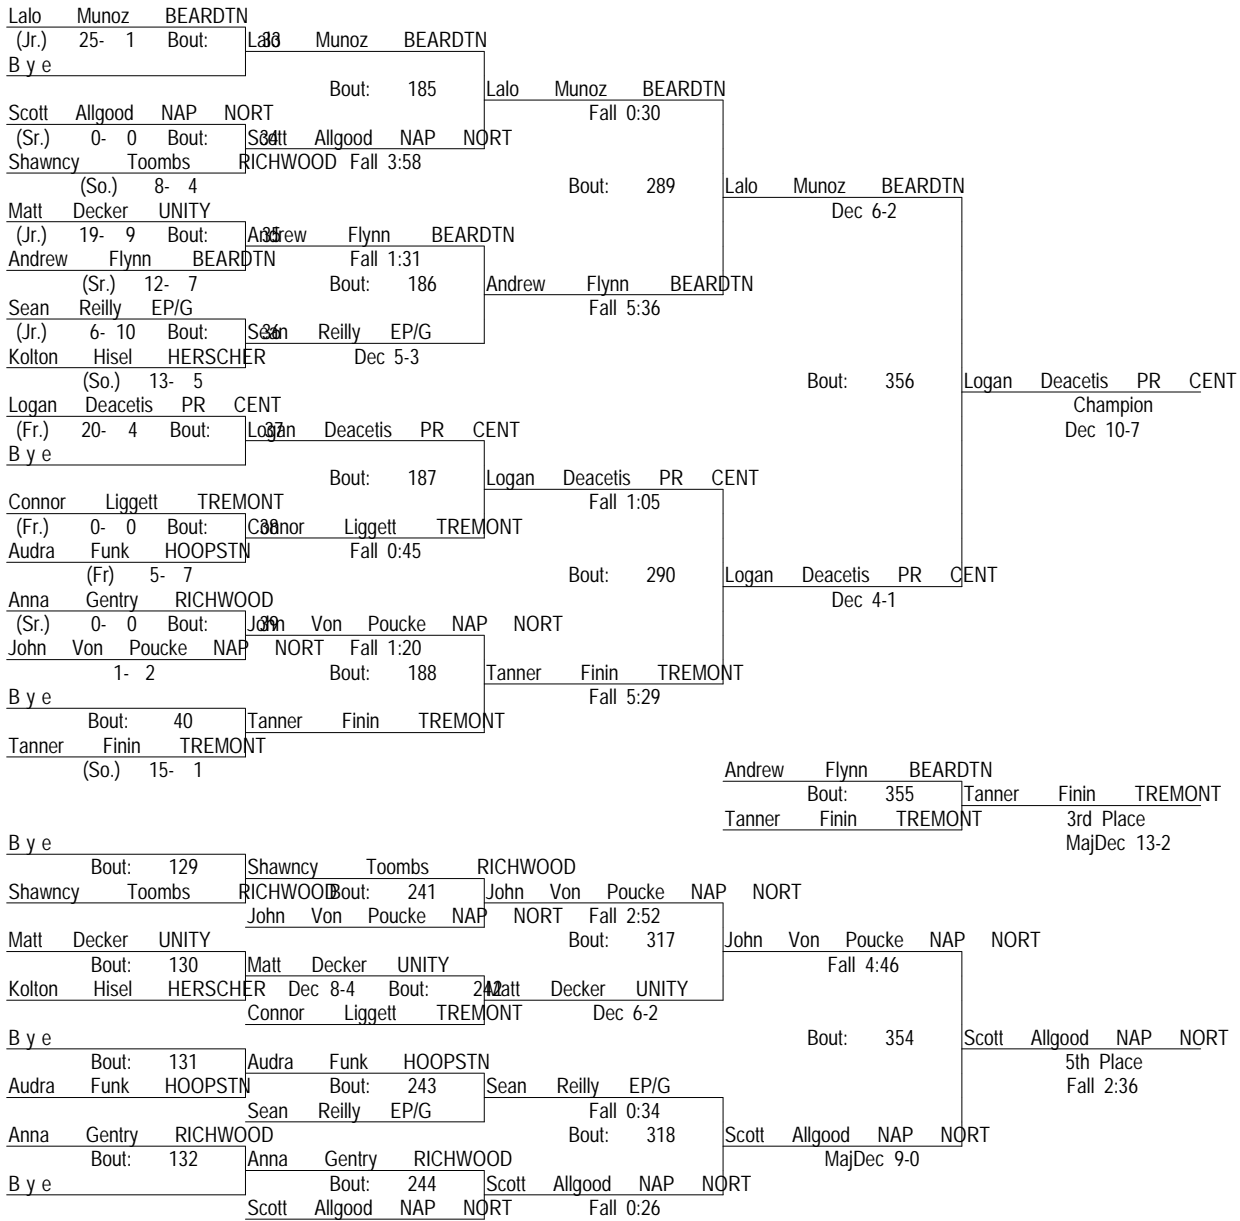 Lalo Munoz BEARDTN
(Jr.) 25- 1 Bout: 33 Lalo Munoz BEARDTN
B y e
Bout: 185 Lalo Munoz BEARDTN
Scott Allgood NAP NORT Fall 0:30
(Sr.) 0- 0 Bout: 34 Scott Allgood NAP NORT
Shawncy Toombs RICHWOOD Fall 3:58
(So.) 8- 4 Bout: 289 Lalo Munoz BEARDTN
Matt Decker UNITY Dec 6-2
(Jr.) 19- 9 Bout: 35 Andrew Flynn BEARDTN
Andrew Flynn BEARDTN Fall 1:31
(Sr.) 12- 7 Bout: 186 Andrew Flynn BEARDTN
Sean Reilly EP/G Fall 5:36
(Jr.) 6- 10 Bout: 36 Sean Reilly EP/G
Kolton Hisel HERSCHER Dec 5-3
(So.) 13- 5 Bout: 356 Logan Deacetis PR CENT
Logan Deacetis PR CENT Champion
(Fr.) 20- 4 Bout: 37 Logan Deacetis PR CENT Dec 10-7
B y e
Bout: 187 Logan Deacetis PR CENT
Connor Liggett TREMONT Fall 1:05
(Fr.) 0- 0 Bout: 38 Connor Liggett TREMONT
Audra Funk HOOPSTN Fall 0:45
(Fr) 5- 7 Bout: 290 Logan Deacetis PR CENT
Anna Gentry RICHWOOD Dec 4-1
(Sr.) 0- 0 Bout: 39 John Von Poucke NAP NORT
John Von Poucke NAP NORT Fall 1:20
1- 2 Bout: 188 Tanner Finin TREMONT
B y e Fall 5:29
Bout: 40 Tanner Finin TREMONT
Tanner Finin TREMONT
(So.) 15- 1 Andrew Flynn BEARDTN
Bout: 355 Tanner Finin TREMONT
Tanner Finin TREMONT 3rd Place
B y e MajDec 13-2
Bout: 129 Shawncy Toombs RICHWOOD
Shawncy Toombs RICHWOOD Bout: 241 John Von Poucke NAP NORT
John Von Poucke NAP NORT Fall 2:52
Matt Decker UNITY Bout: 317 John Von Poucke NAP NORT
Bout: 130 Matt Decker UNITY Fall 4:46
Kolton Hisel HERSCHER Dec 8-4 Bout: 242 Matt Decker UNITY
Connor Liggett TREMONT Dec 6-2
B y e Bout: 354 Scott Allgood NAP NORT
Bout: 131 Audra Funk HOOPSTN 5th Place
Audra Funk HOOPSTN Bout: 243 Sean Reilly EP/G Fall 2:36
Sean Reilly EP/G Fall 0:34
Anna Gentry RICHWOOD Bout: 318 Scott Allgood NAP NORT
Bout: 132 Anna Gentry RICHWOOD MajDec 9-0
B y e Bout: 244 Scott Allgood NAP NORT
Scott Allgood NAP NORT Fall 0:26